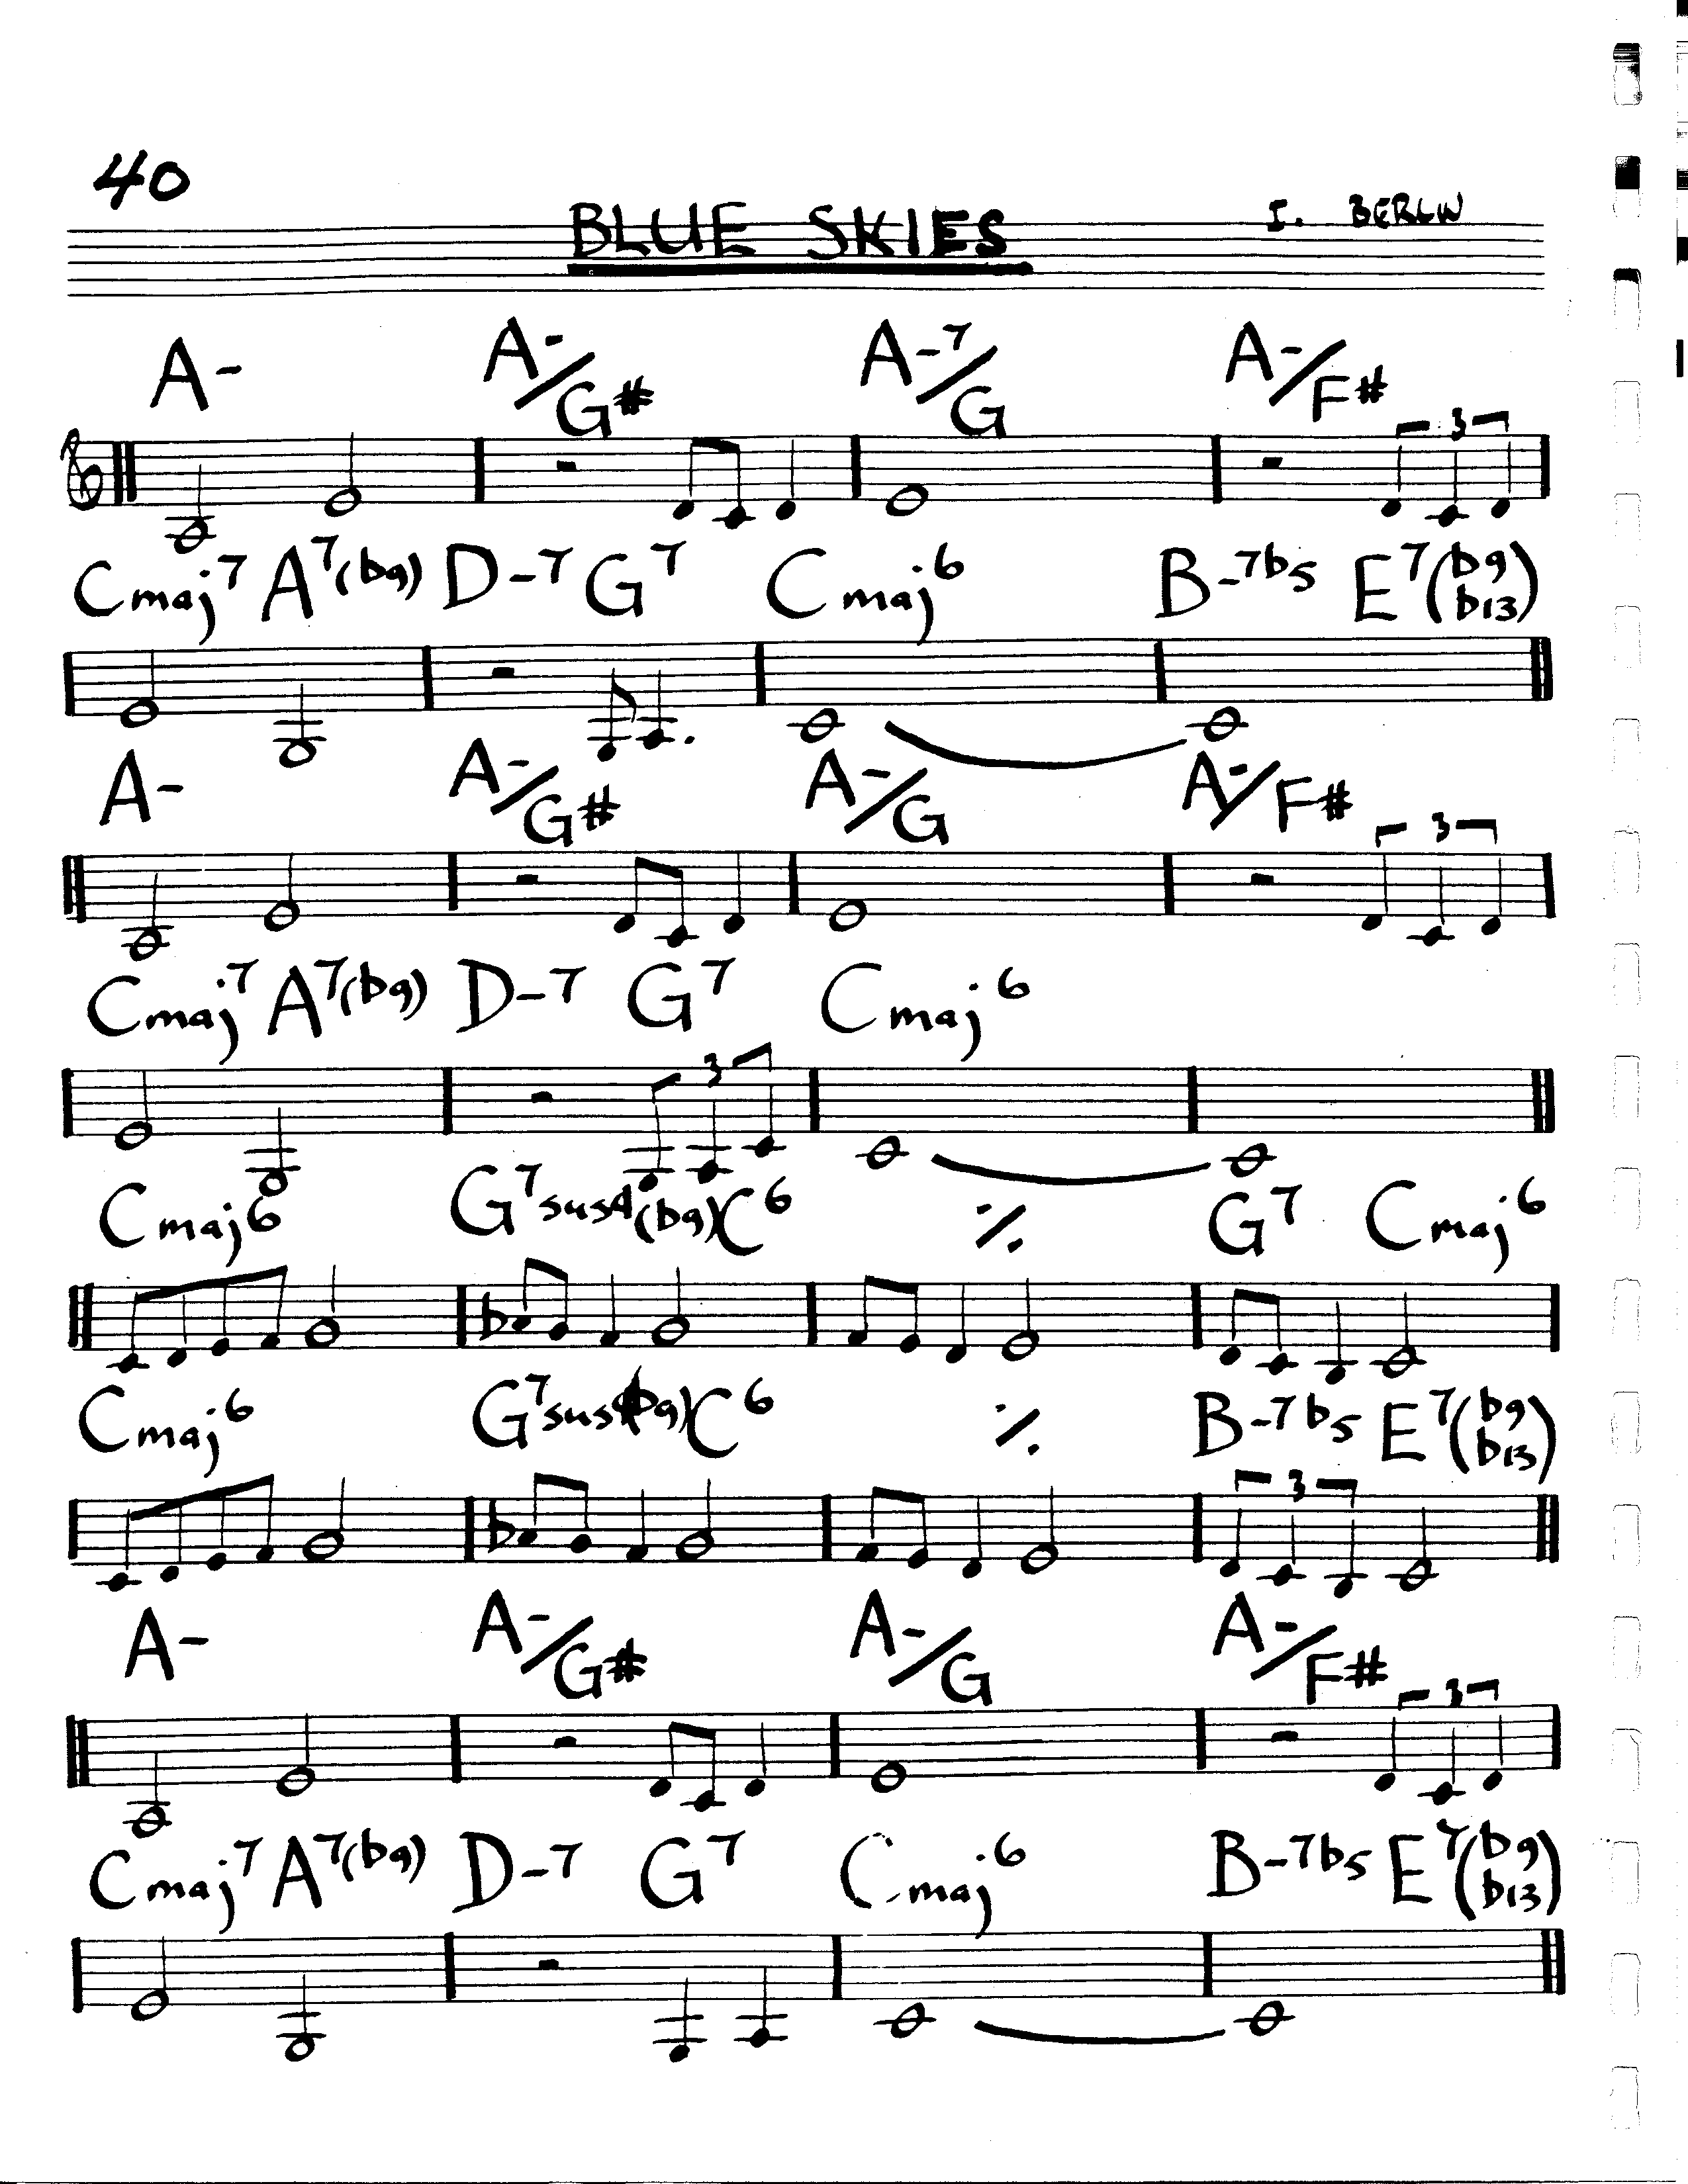 40
BLUE SKIES
I. BERLIN
A- A-/G# A-7/G A-/F#
3
Cmaj7 A7(b9) D-7 G7 Cmaj6 B-7b5 E7(b9 b13)
A- A-/G# A-/G A-/F#
3
Cmaj7 A7(b9) D-7 G7 Cmaj6
3
Cmaj6 G7sus4(b9) C6 ٪ G7 Cmaj6
Cmaj6 G7sus4(b9) C6 ٪ B-7b5 E7(b9 b13)
3
A- A-/G# A-/G A-/F#
3
Cmaj7 A7(b9) D-7 G7 Cmaj6 B-7b5 E7(b9 b13)